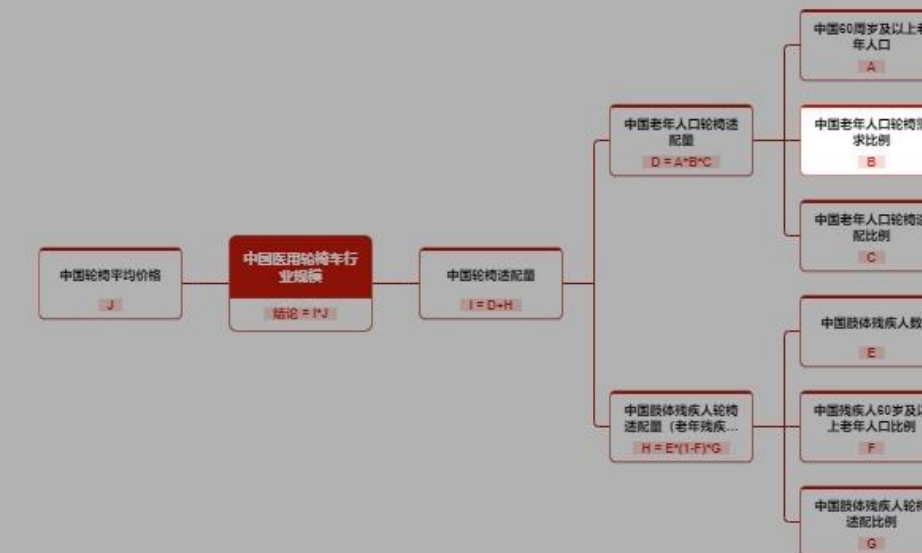 中国60周岁及以上老
年人口
A
中国老年人口轮椅适
配量
D = A*B*C
中国老年人口轮椅需
求比例
B
中国老年人口轮椅适
配比例
C
中国轮椅平均价格
J
中国医用轮椅车行
业规模
结论 = I*J
中国轮椅适配量
I = D+H
中国肢体残疾人数
E
中国肢体残疾人轮椅
适配量（老年残疾...
H = E*(1-F)*G
中国残疾人60岁及以
上老年人口比例
F
中国肢体残疾人轮椅
适配比例
G